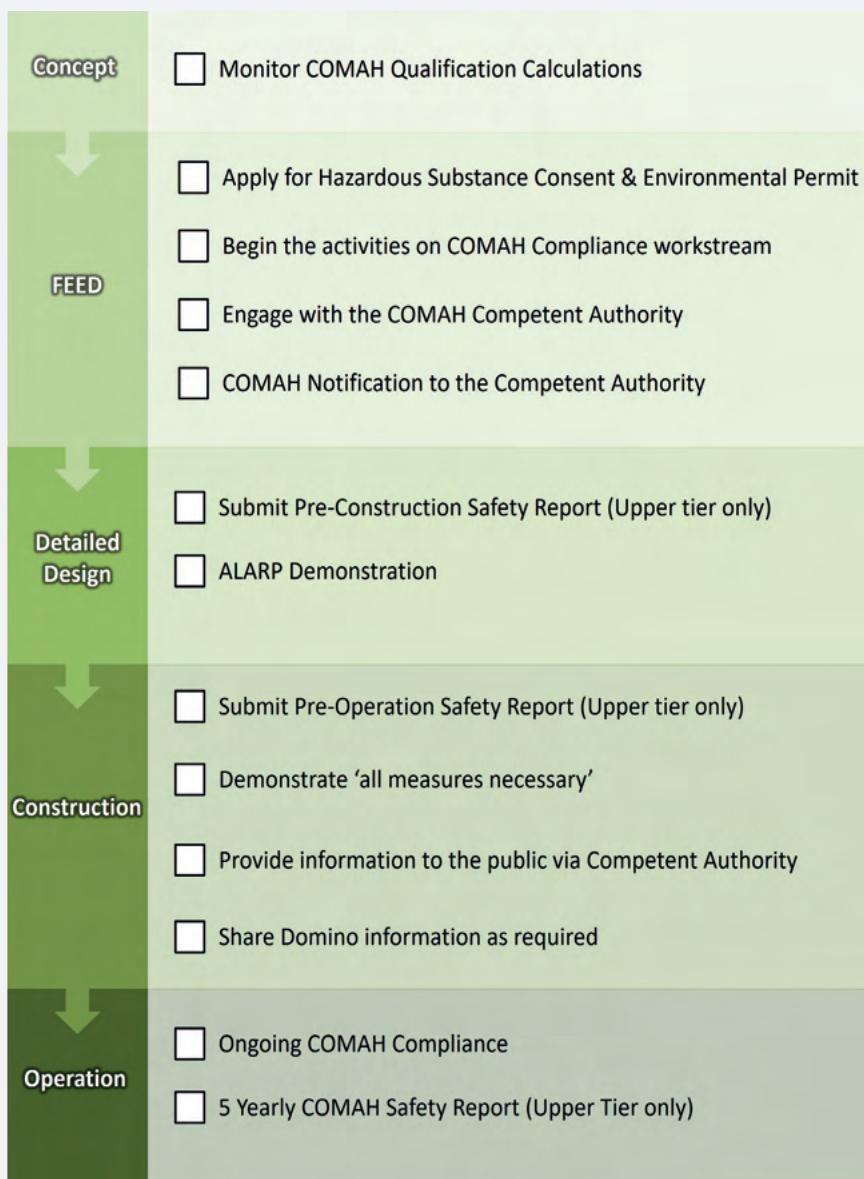 Concept
Monitor COMAH Qualification Calculations
FEED
Apply for Hazardous Substance Consent & Environmental Permit
Begin the activities on COMAH Compliance workstream
Engage with the COMAH Competent Authority
COMAH Notification to the Competent Authority
Detailed
Design
Submit Pre-Construction Safety Report (Upper tier only)
ALARP Demonstration
Construction
Submit Pre-Operation Safety Report (Upper tier only)
Demonstrate ‘all measures necessary’
Provide information to the public via Competent Authority
Share Domino information as required
Operation
Ongoing COMAH Compliance
5 Yearly COMAH Safety Report (Upper Tier only)